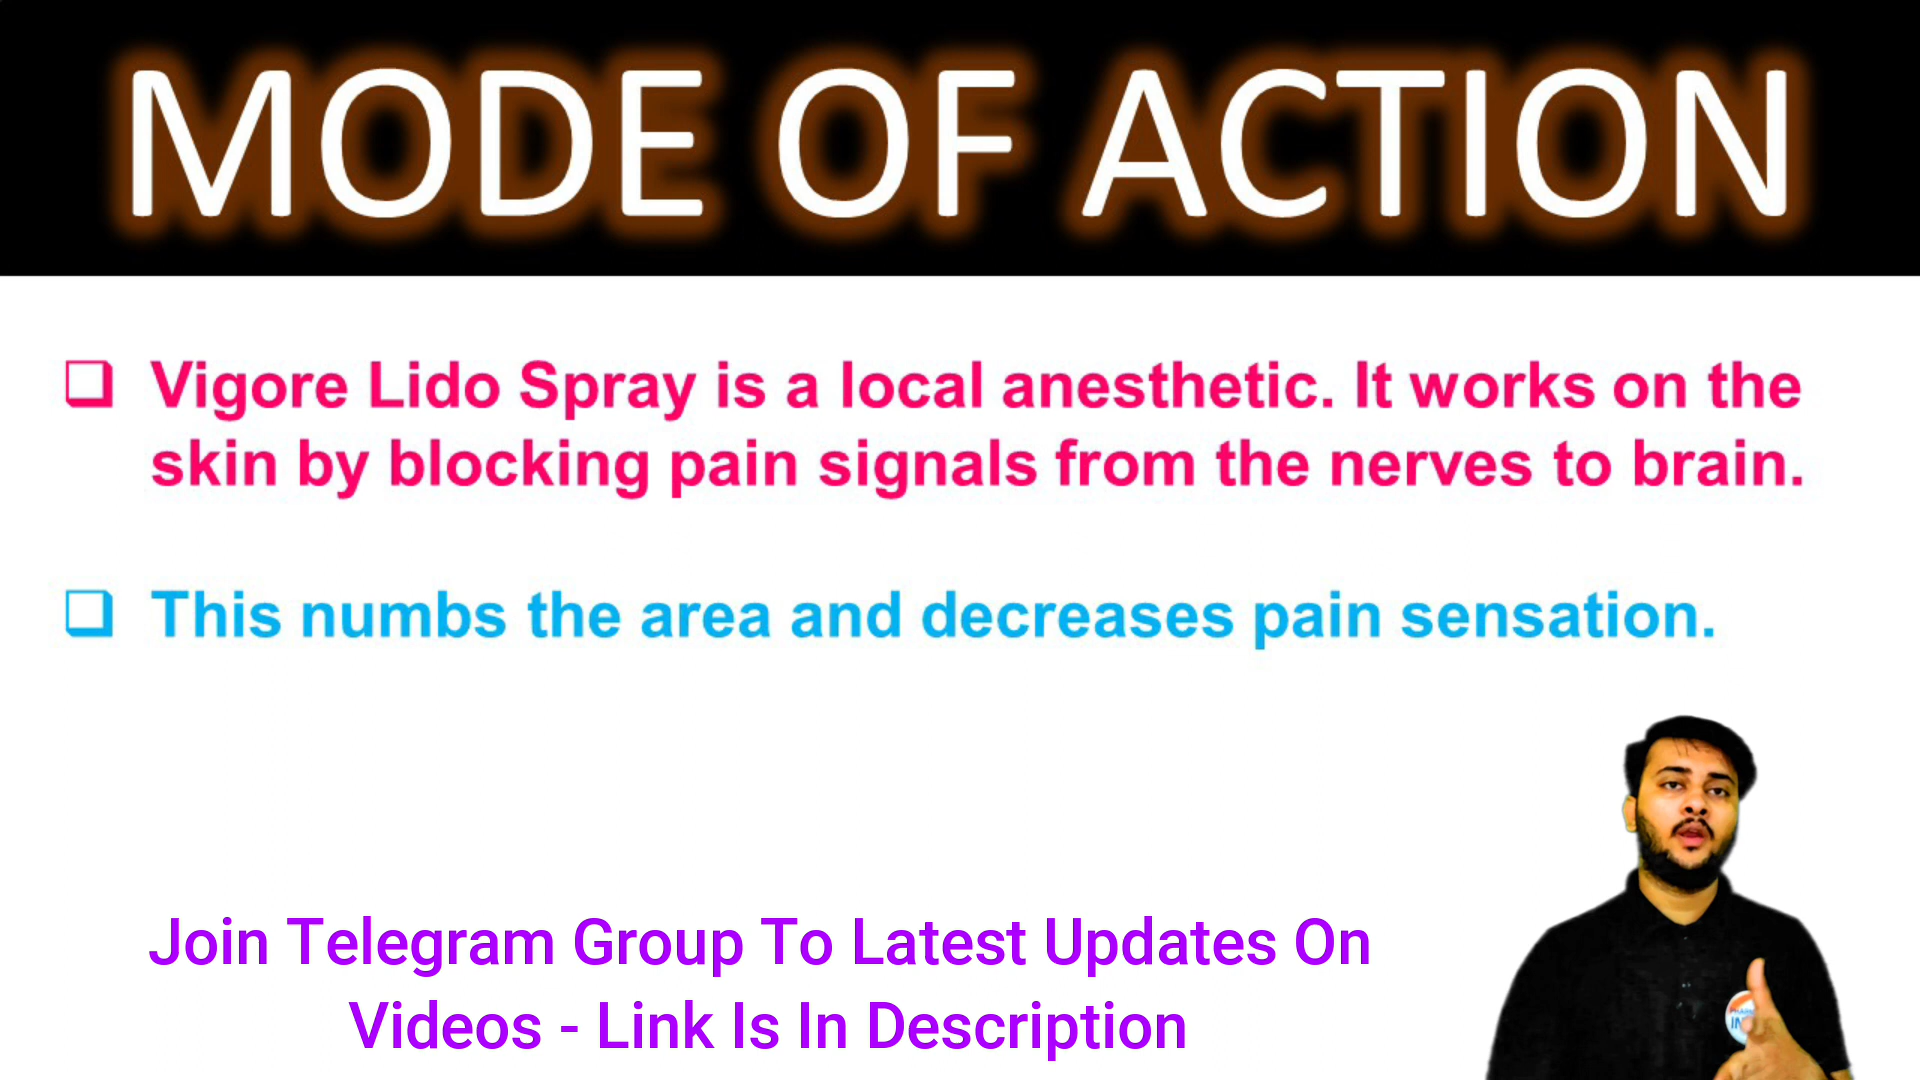 MODE OF ACTION
❑ Vigore Lido Spray is a local anesthetic. It works on the
skin by blocking pain signals from the nerves to brain.
❑ This numbs the area and decreases pain sensation.
Join Telegram Group To Latest Updates On
Videos - Link Is In Description